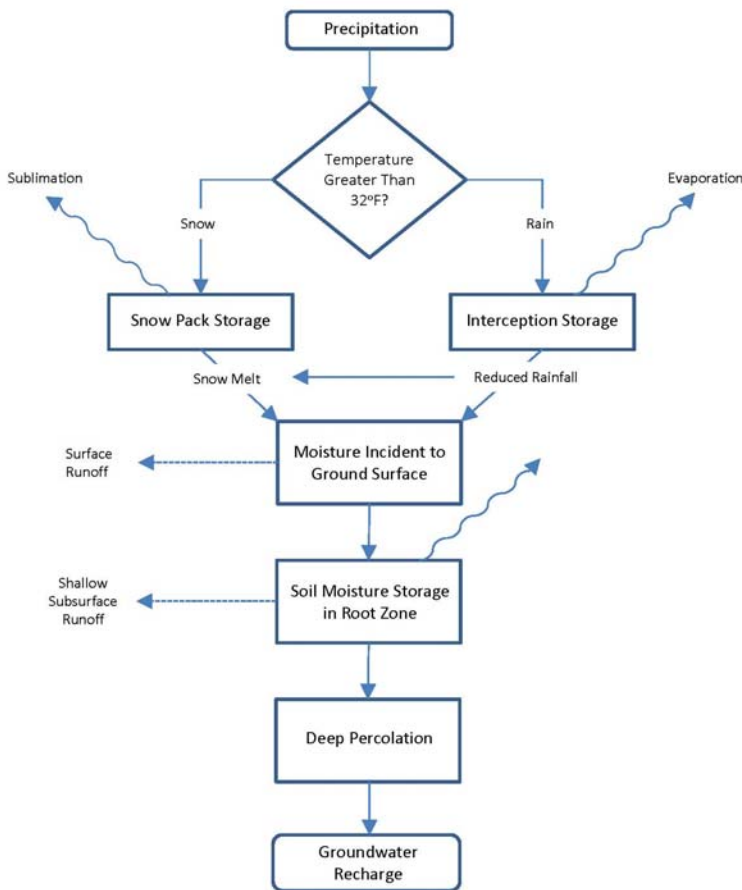 Precipitation
Temperature
Greater Than
32ºF?
Sublimation
Evaporation
Snow
Rain
Snow Pack Storage
Interception Storage
Snow Melt
Reduced Rainfall
Moisture Incident to
Ground Surface
Surface
Runoff
Soil Moisture Storage
in Root Zone
Shallow
Subsurface
Runoff
Deep Percolation
Groundwater
Recharge